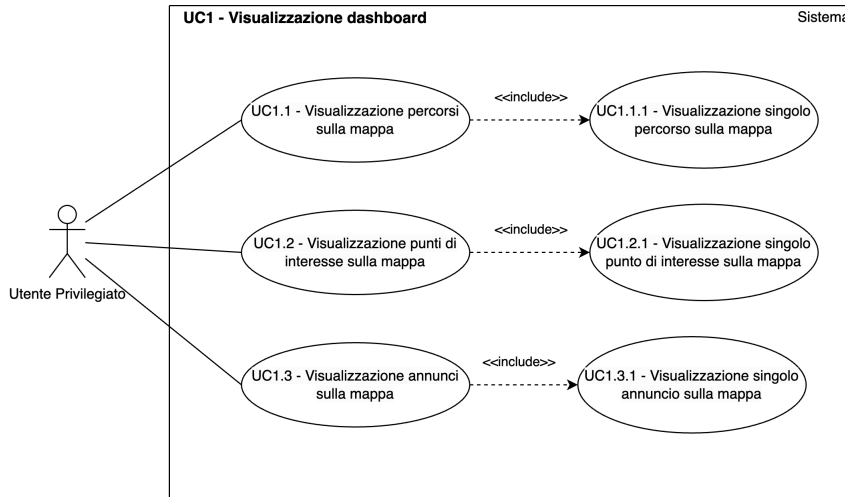 UC1 - Visualizzazione dashboard
Sistema
UC1.1 - Visualizzazione percorsi
sulla mappa
<<include>>
UC1.1.1 - Visualizzazione singolo
percorso sulla mappa
UC1.2 - Visualizzazione punti di
interesse sulla mappa
<<include>>
UC1.2.1 - Visualizzazione singolo
punto di interesse sulla mappa
Utente Privilegiato
UC1.3 - Visualizzazione annunci
sulla mappa
<<include>>
UC1.3.1 - Visualizzazione singolo
annuncio sulla mappa